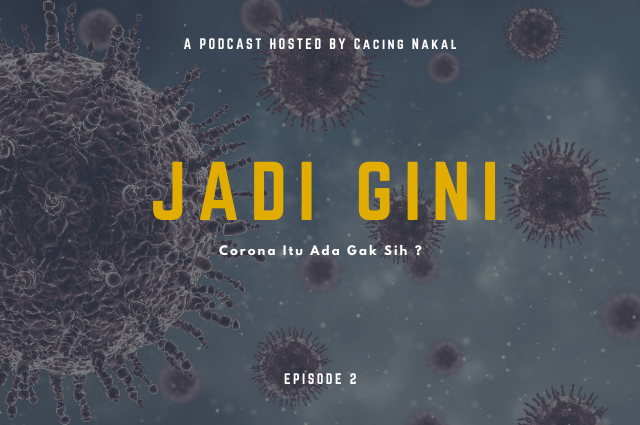 A PODCAST HOSTED BY CACING NAKAL
JADI GINI
Corona Itu Ada Gak Sih ?
EPISODE 2